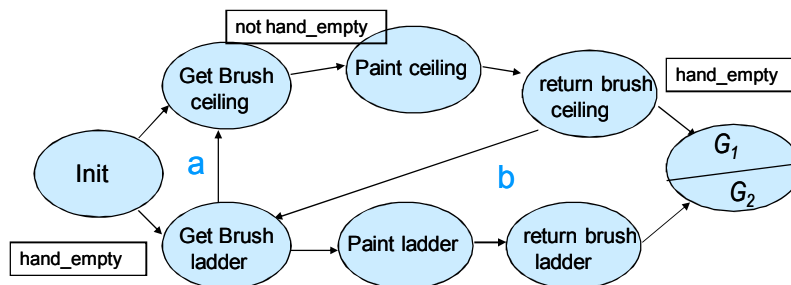 not hand_empty
Get Brush
ceiling
Paint ceiling
return brush
ceiling
hand_empty
Init
a
b
G1
G2
Get Brush
ladder
Paint ladder
return brush
ladder
hand_empty